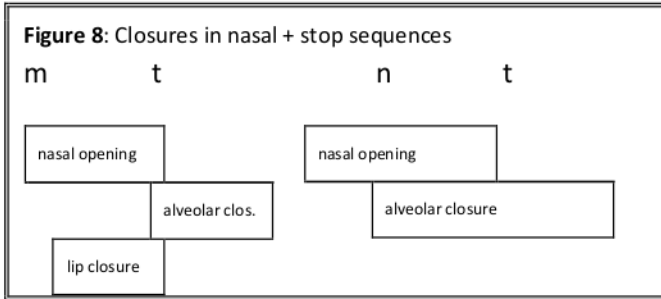 Figure 8: Closures in nasal + stop sequences
m t n t
nasal opening nasal opening
alveolar clos. alveolar closure
lip closure